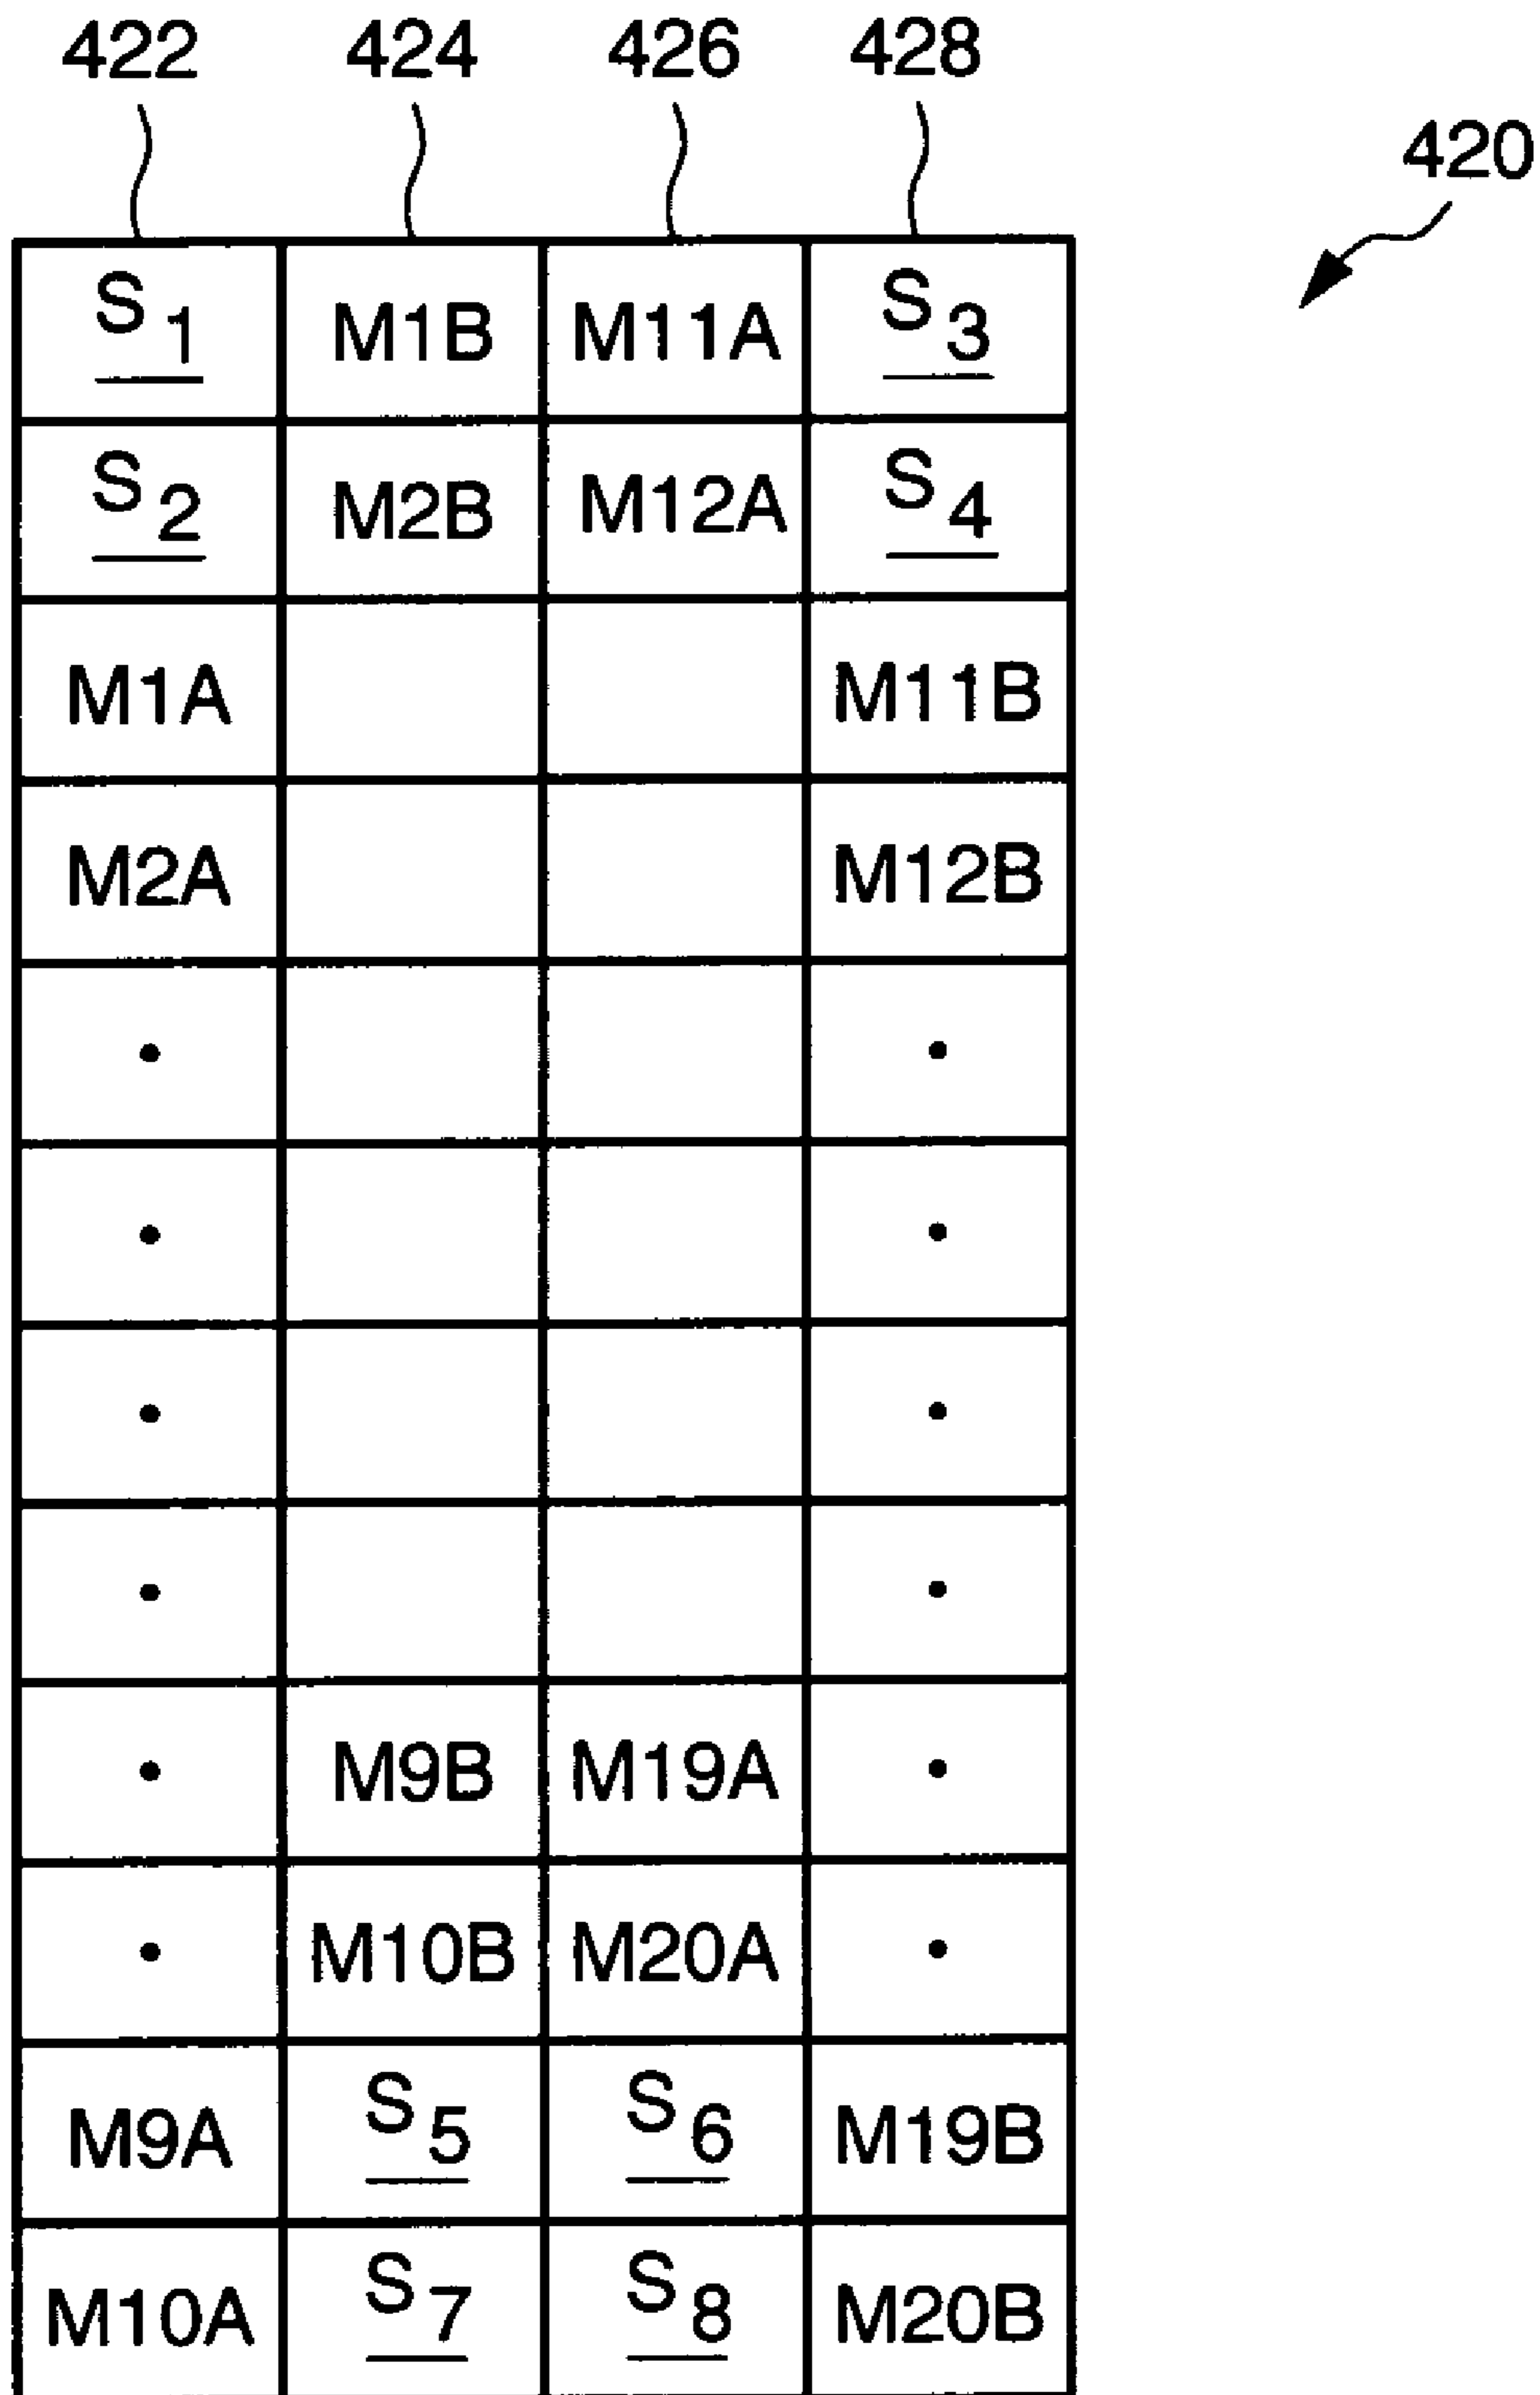 422 424 426 428
420
S1 M1B M11A S3
S2 M2B M12A S4
M1A M11B
M2A M12B
• •
• •
• •
• •
• M9B M19A •
• M10B M20A •
M9A S5 S6 M19B
M10A S7 S8 M20B